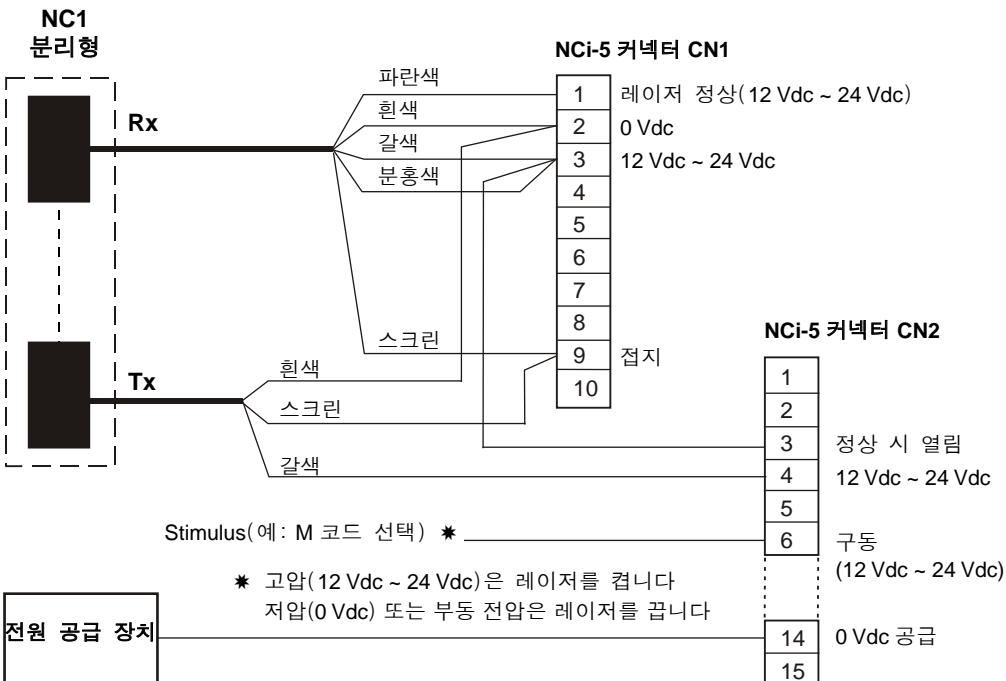 NC1
분리형
NCi-5 커넥터 CN1
파란색
1
레이저 정상(12 Vdc ~ 24 Vdc)
Rx
흰색
2
0 Vdc
갈색
3
12 Vdc ~ 24 Vdc
분홍색
4
5
6
7
8
NCi-5 커넥터 CN2
스크린
9
접지
10
Tx
흰색
1
스크린
2
3
정상 시 열림
갈색
4
12 Vdc ~ 24 Vdc
5
Stimulus(예: M 코드 선택) ✷
6
구동
(12 Vdc ~ 24 Vdc)
✷ 고압(12 Vdc ~ 24 Vdc)은 레이저를 켭니다
저압(0 Vdc) 또는 부동 전압은 레이저를 끕니다
전원 공급 장치
14
0 Vdc 공급
15